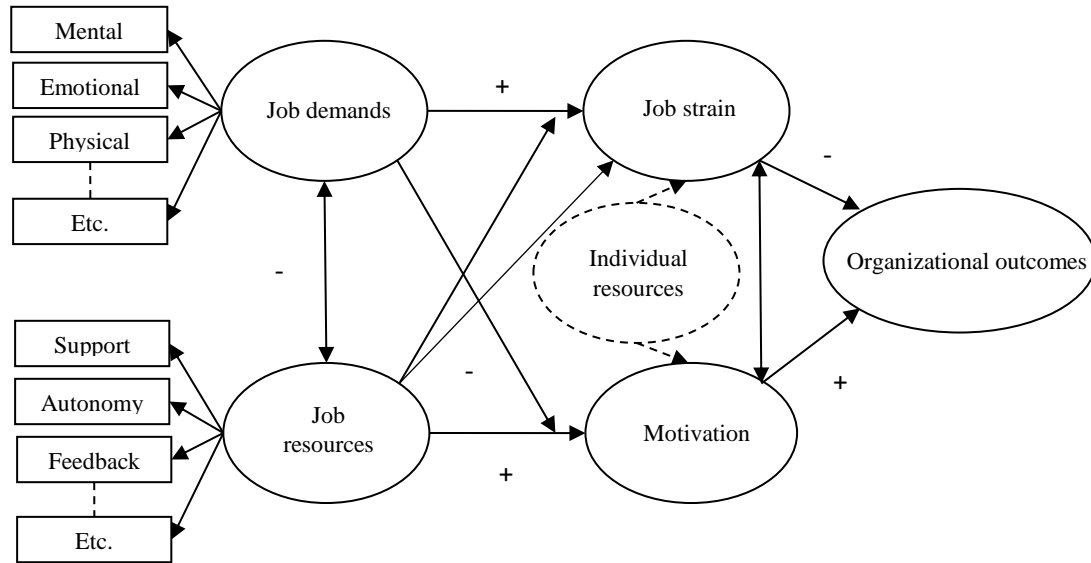 Mental
Emotional
Physical
Etc.
Job demands
+
Job strain
-
Individual
resources
Organizational outcomes
-
Support
Autonomy
Feedback
Etc.
Job
resources
-
+
Motivation
+